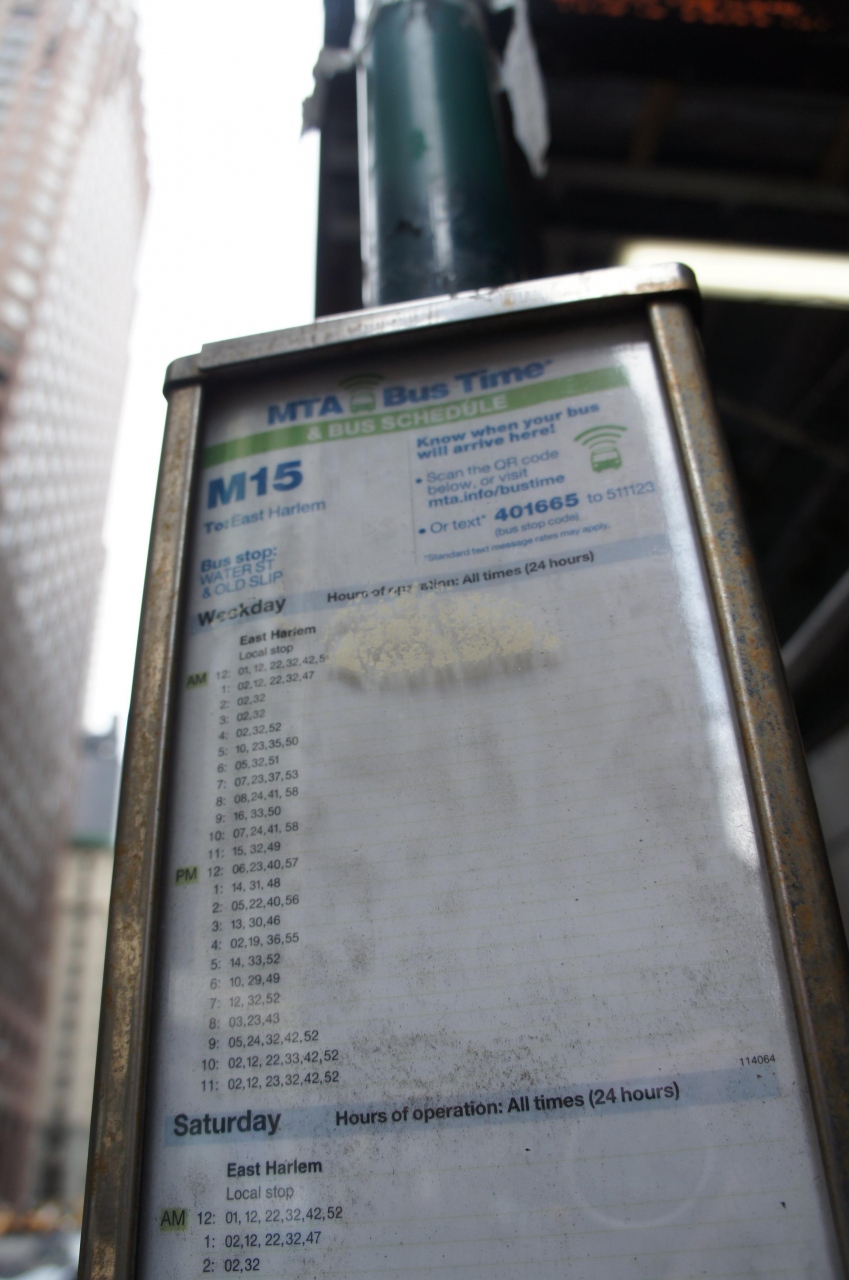 MTA Bus Time
& BUS SCHEDULE
M15
To: East Harlem
Bus stop:
WATER ST
& OLD SLIP
Know when your bus
will arrive here!
• Scan the QR code
below, or visit
mta.info/bustime
• Or text* 401665 to 511123
(bus stop code)
*Standard text message rates may apply.
Weekday Hours of operation: All times (24 hours)
East Harlem
Local stop
AM 12: 01, 12, 22,32,42,
1: 02,12, 22,32,47
2: 02,32
3: 02,32
4: 02,32,52
5: 10, 23,35,50
6: 05,32,51
7: 07,23,37,53
8: 08,24,41, 58
9: 16, 33,50
10: 07,24,41, 58
11: 15, 32,49
PM 12: 06,23,40,57
1: 14, 31, 48
2: 05,22,40,56
3: 13, 30,46
4: 02,19, 36,55
5: 14, 33,52
6: 10, 29,49
7: 12, 32,52
8: 03,23,43
9: 05,24,32,42,52
10: 02,12, 22,33,42,52
11: 02,12, 23,32,42,52
114064
Saturday Hours of operation: All times (24 hours)
East Harlem
Local stop
AM 12: 01, 12, 22,32,42,52
1: 02,12, 22,32,47
2: 02,32